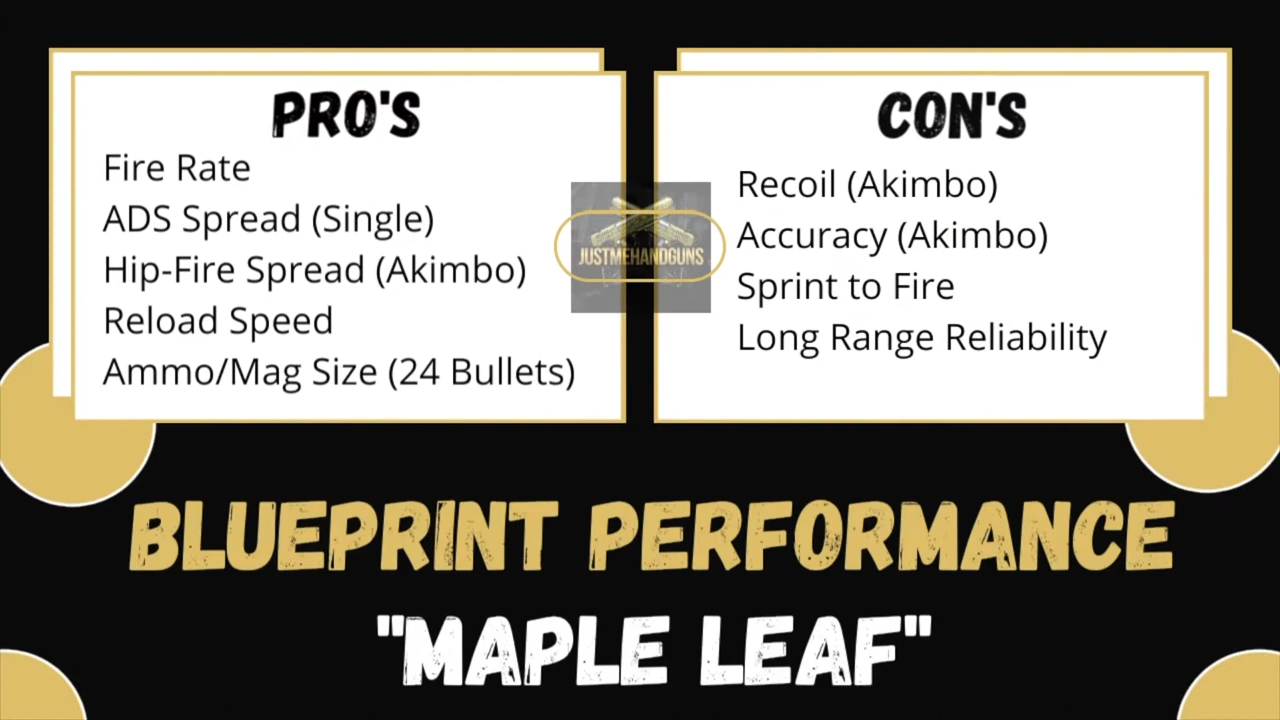 PRO'S
Fire Rate
ADS Spread (Single)
Hip-Fire Spread (Akimbo)
Reload Speed
Ammo/Mag Size (24 Bullets)
JUSTMEHANDGUNS
CON'S
Recoil (Akimbo)
Accuracy (Akimbo)
Sprint to Fire
Long Range Reliability
BLUEPRINT PERFORMANCE
"MAPLE LEAF"